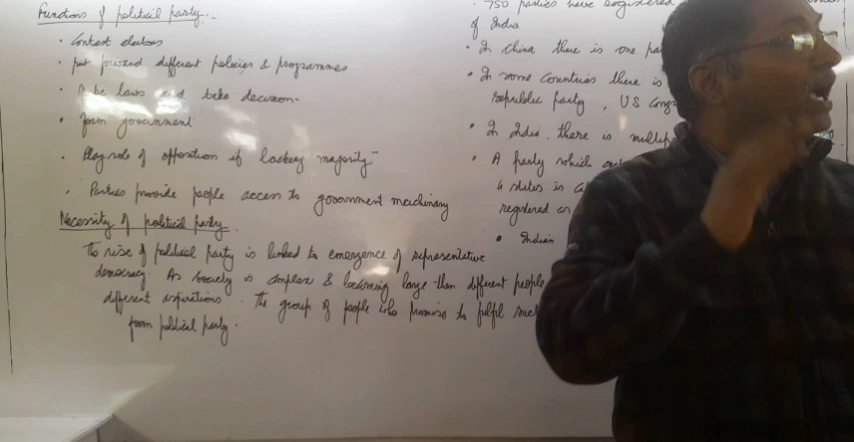 Functions of political party:-
• Contest elections
• put forward different policies & programmes
• Make laws and take decision.
• form government
• Play role of opposition if lacking majority
• Parties provide people access to government machinary
Necessity of political party
The rise of political party is linked to emergence of representative
democracy. As society is complex & becoming large then different people
different aspirations. The group of people who promise to fulfil such
form political party.
• 750 parties have registered
of India
• In China there is one
• In some countries there is
party, US
• In India, there is
• A party which
4 states in
registered as
• Indian